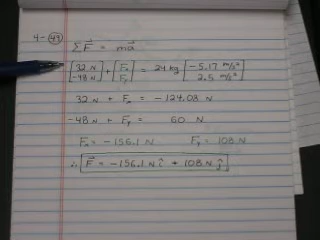 4-43
ΣF⃗ = ma⃗
[32 N -48 N] + [Fx Fy] = 24 kg [-5.17 m/s² 2.5 m/s²]
32 N + Fx = -124.08 N
-48 N + Fy = 60 N
Fx = -156.1 N Fy = 108 N
∴ F⃗ = -156.1 N î + 108 N ĵ